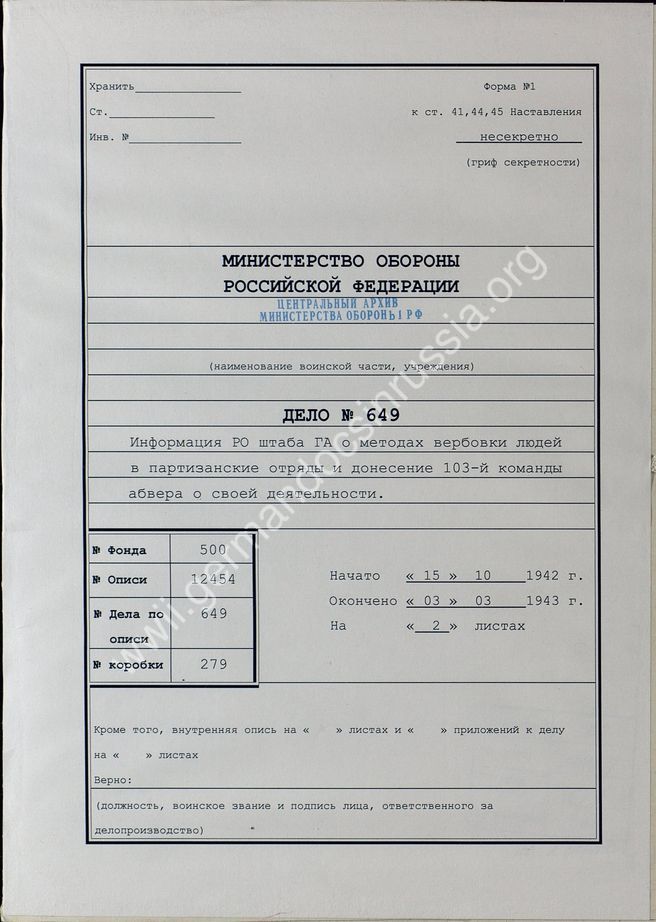 Хранить
Форма №1
Ст.
к ст. 41,44,45 Наставления
Инв. №
несекретно
(гриф секретности)
МИНИСТЕРСТВО ОБОРОНЫ
РОССИЙСКОЙ ФЕДЕРАЦИИ
ЦЕНТРАЛЬНЫЙ АРХИВ
МИНИСТЕРСТВА ОБОРОНЫ РФ
(наименование воинской части, учреждения)
ДЕЛО № 649
Информация РО штаба ГА о методах вербовки людей
в партизанские отряды и донесение 103-й команды
абвера о своей деятельности.
№ Фонда 500
№ Описи 12454
№ Дела по описи 649
№ коробки 279
Начато « 15 » 10 1942 г.
Окончено « 03 » 03 1943 г.
На « 2 » листах
Кроме того, внутренняя опись на « » листах и « » приложений к делу
на « » листах
Верно:
(должность, воинское звание и подпись лица, ответственного за
делопроизводство)
wwii.germandocsinrussia.org